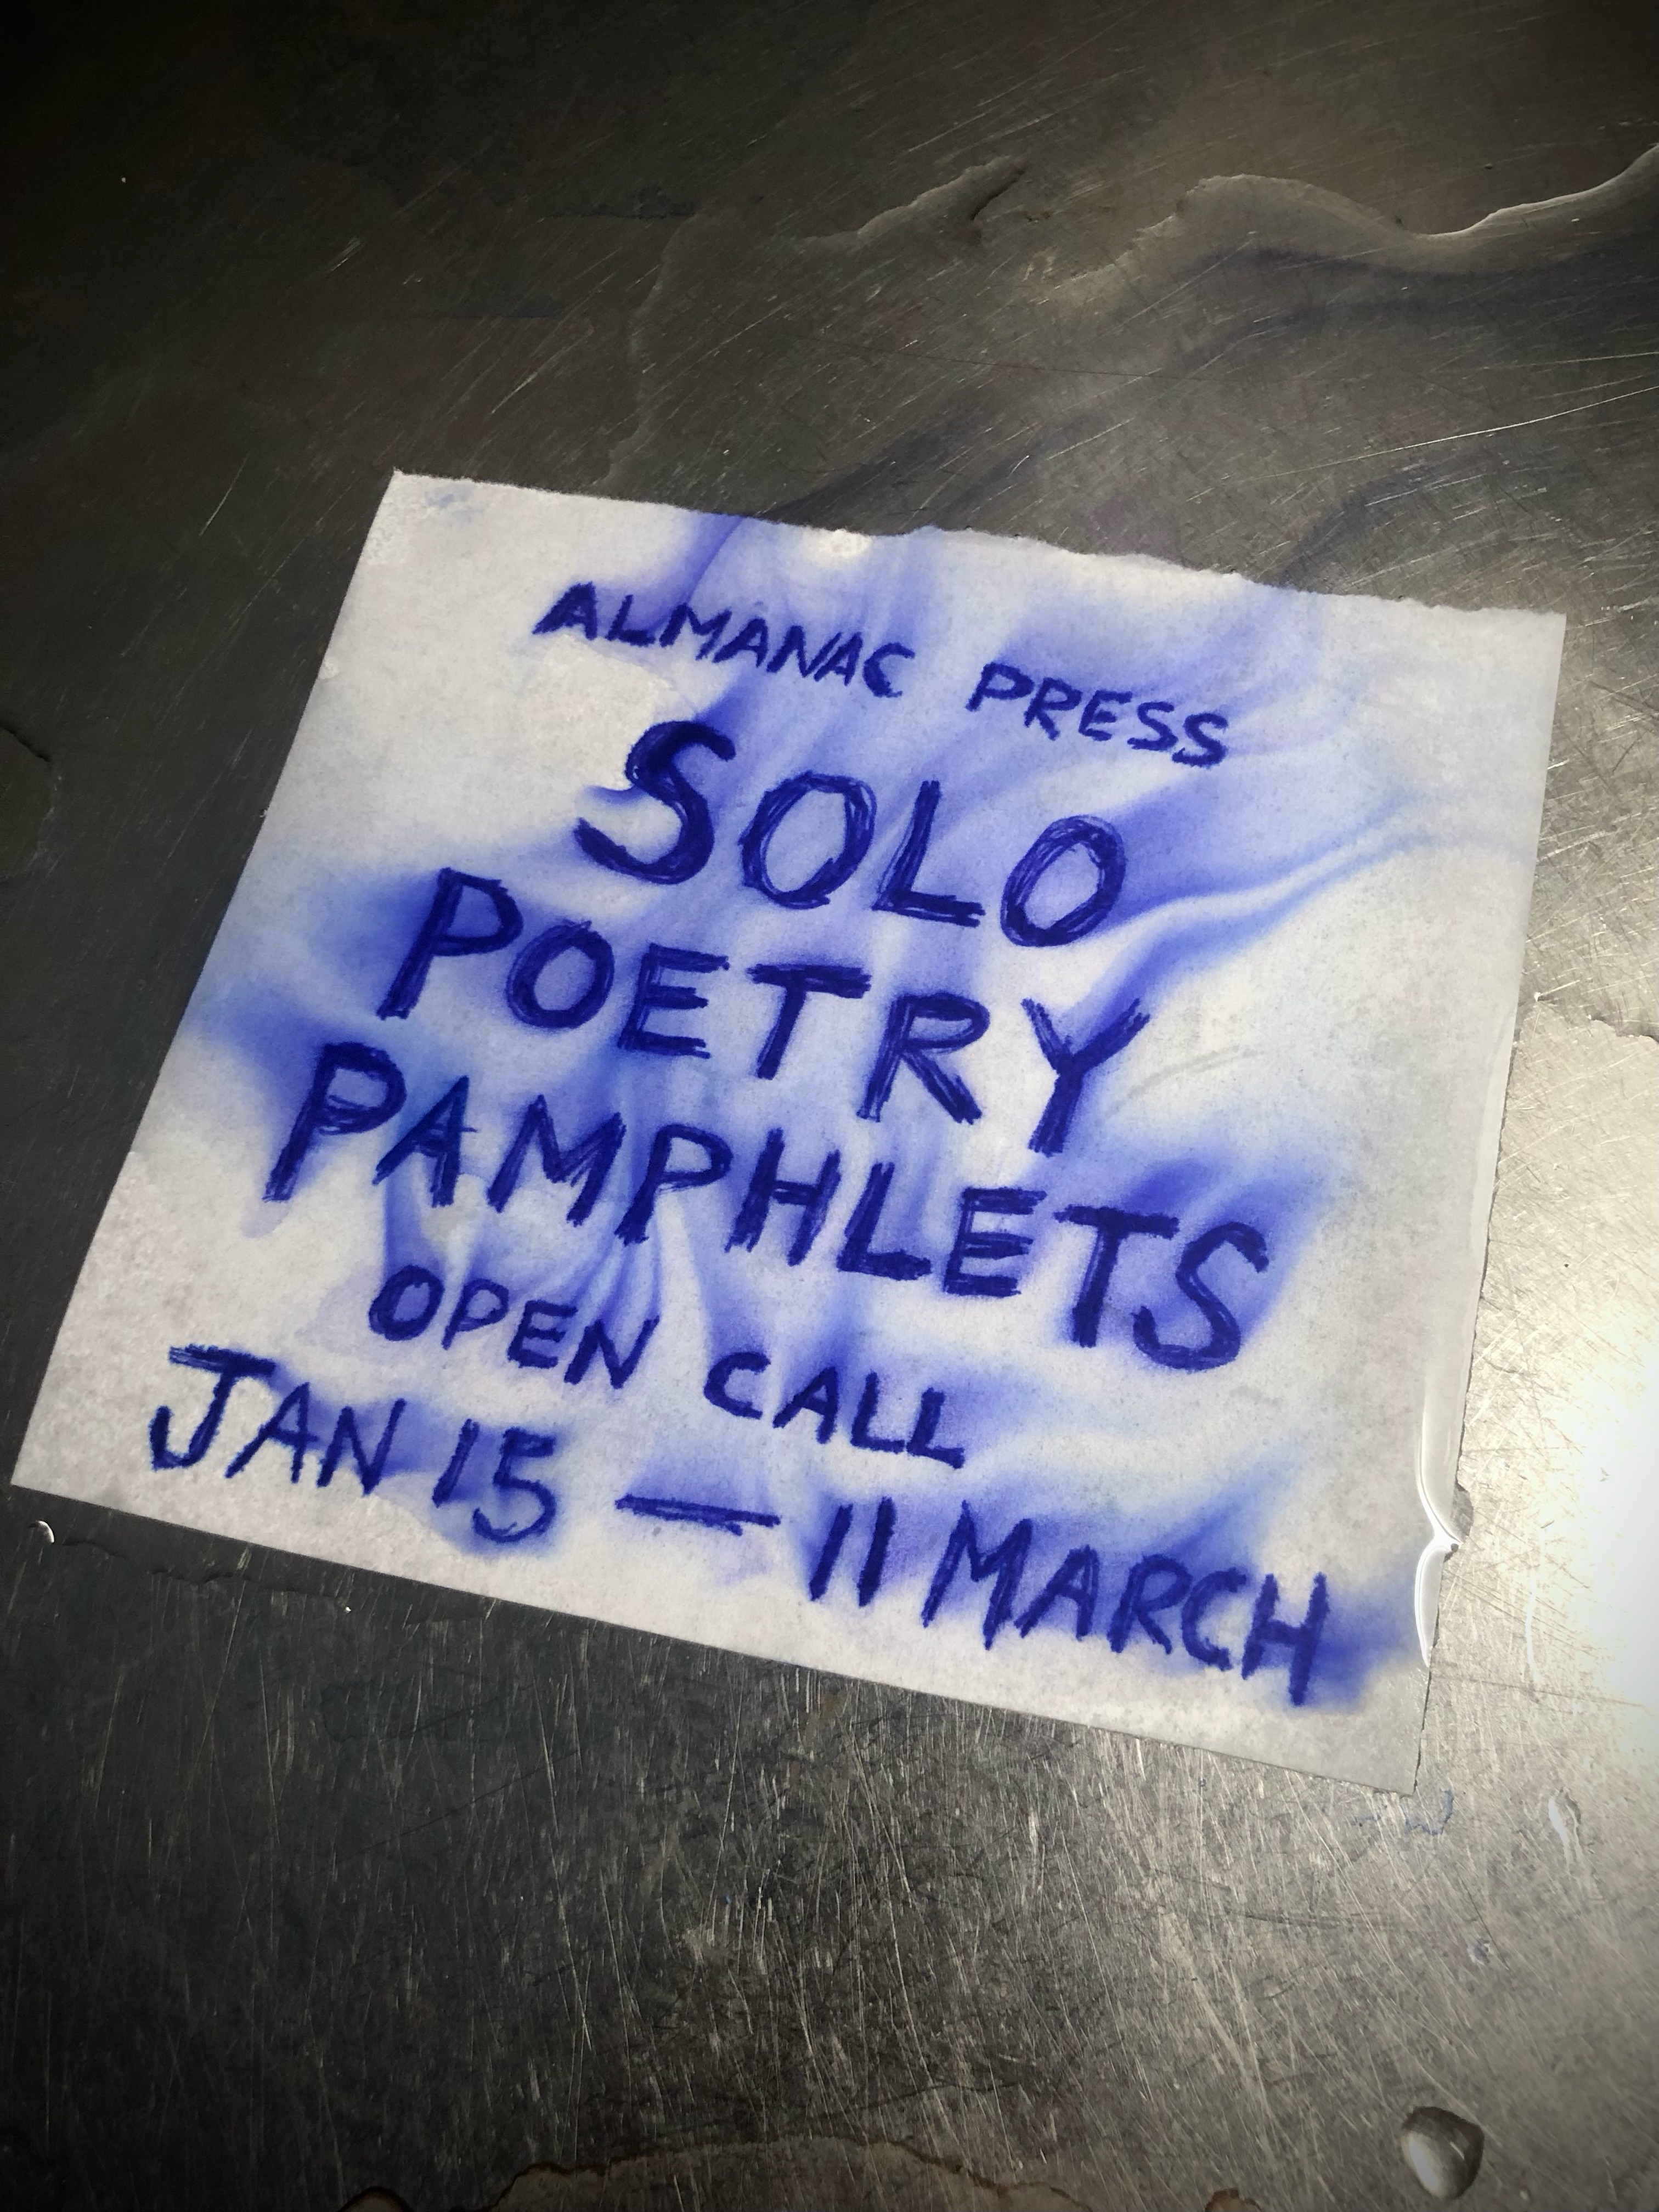 ALMANAC PRESS
SOLO
POETRY
PAMPHLETS
OPEN CALL
JAN 15 — 11 MARCH